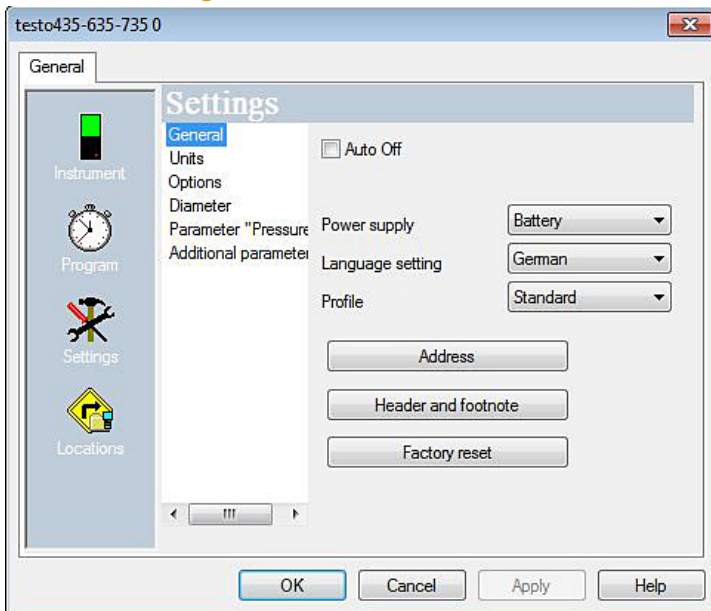 testo435-635-735 0
General
Instrument
Program
Settings
Locations
Settings
General
Units
Options
Diameter
Parameter "Pressure
Additional parameter
Auto Off
Power supply
Battery
Language setting
German
Profile
Standard
Address
Header and footnote
Factory reset
OK
Cancel
Apply
Help